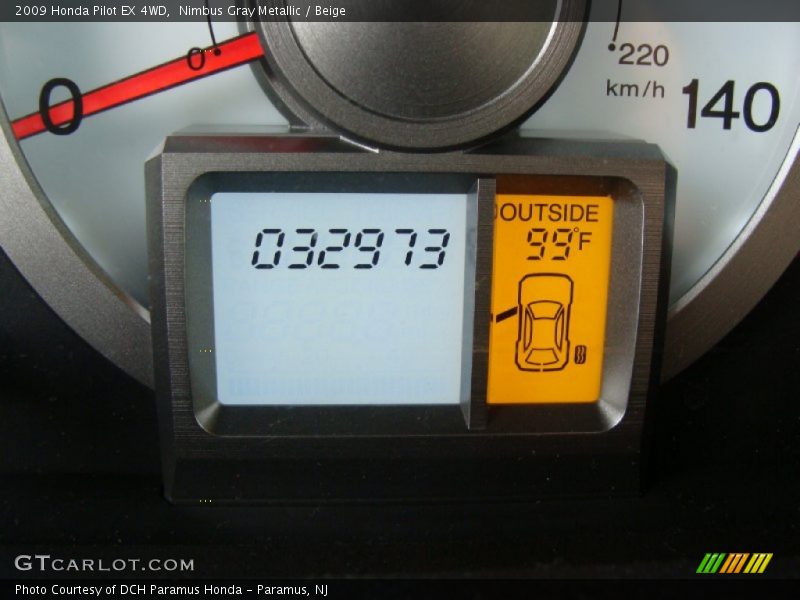 2009 Honda Pilot EX 4WD,  Nimbus Gray Metallic / Beige
0
0
220
km/h
140
032973
OUTSIDE
99°F
GTCARLOT.COM
Photo Courtesy of DCH Paramus Honda - Paramus, NJ